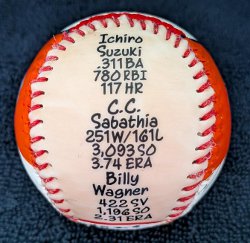 Ichiro
Suzuki
.311 BA
780 RBI
117 HR
C.C.
Sabathia
251W/161L
3,093 SO
3.74 ERA
Billy
Wagner
422 SV
1,196 SO
2.31 ERA